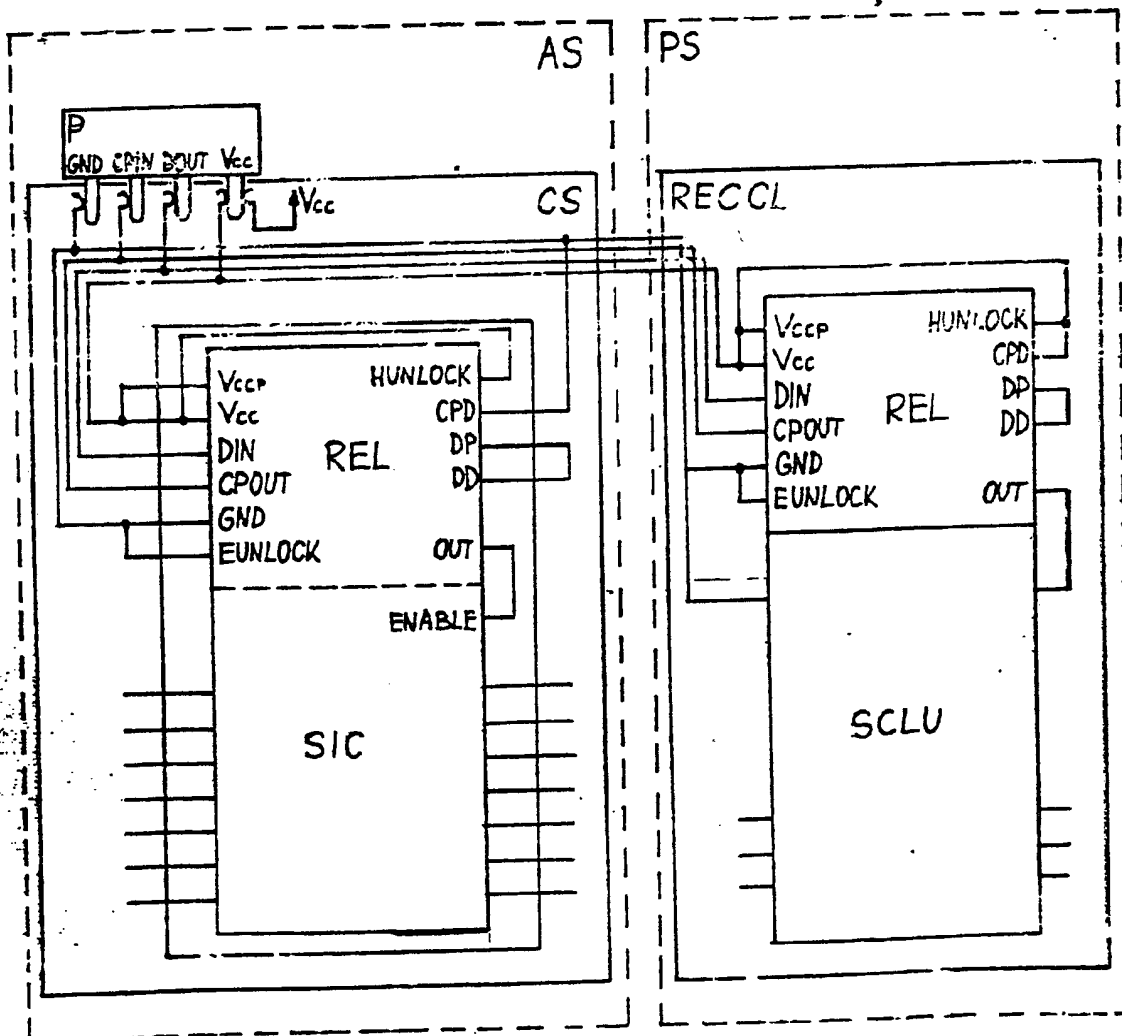 AS
PS
P
GND CPIN DOUT Vcc
Vcc
CS
RECCL
Vccp
Vcc
DIN
CPOUT
GND
EUNLOCK
REL
HUNLOCK
CPD
DP
DD
OUT
ENABLE
SIC
Vccp
Vcc
DIN
CPOUT
GND
EUNLOCK
REL
HUNLOCK
CPD
DP
DD
OUT
SCLU